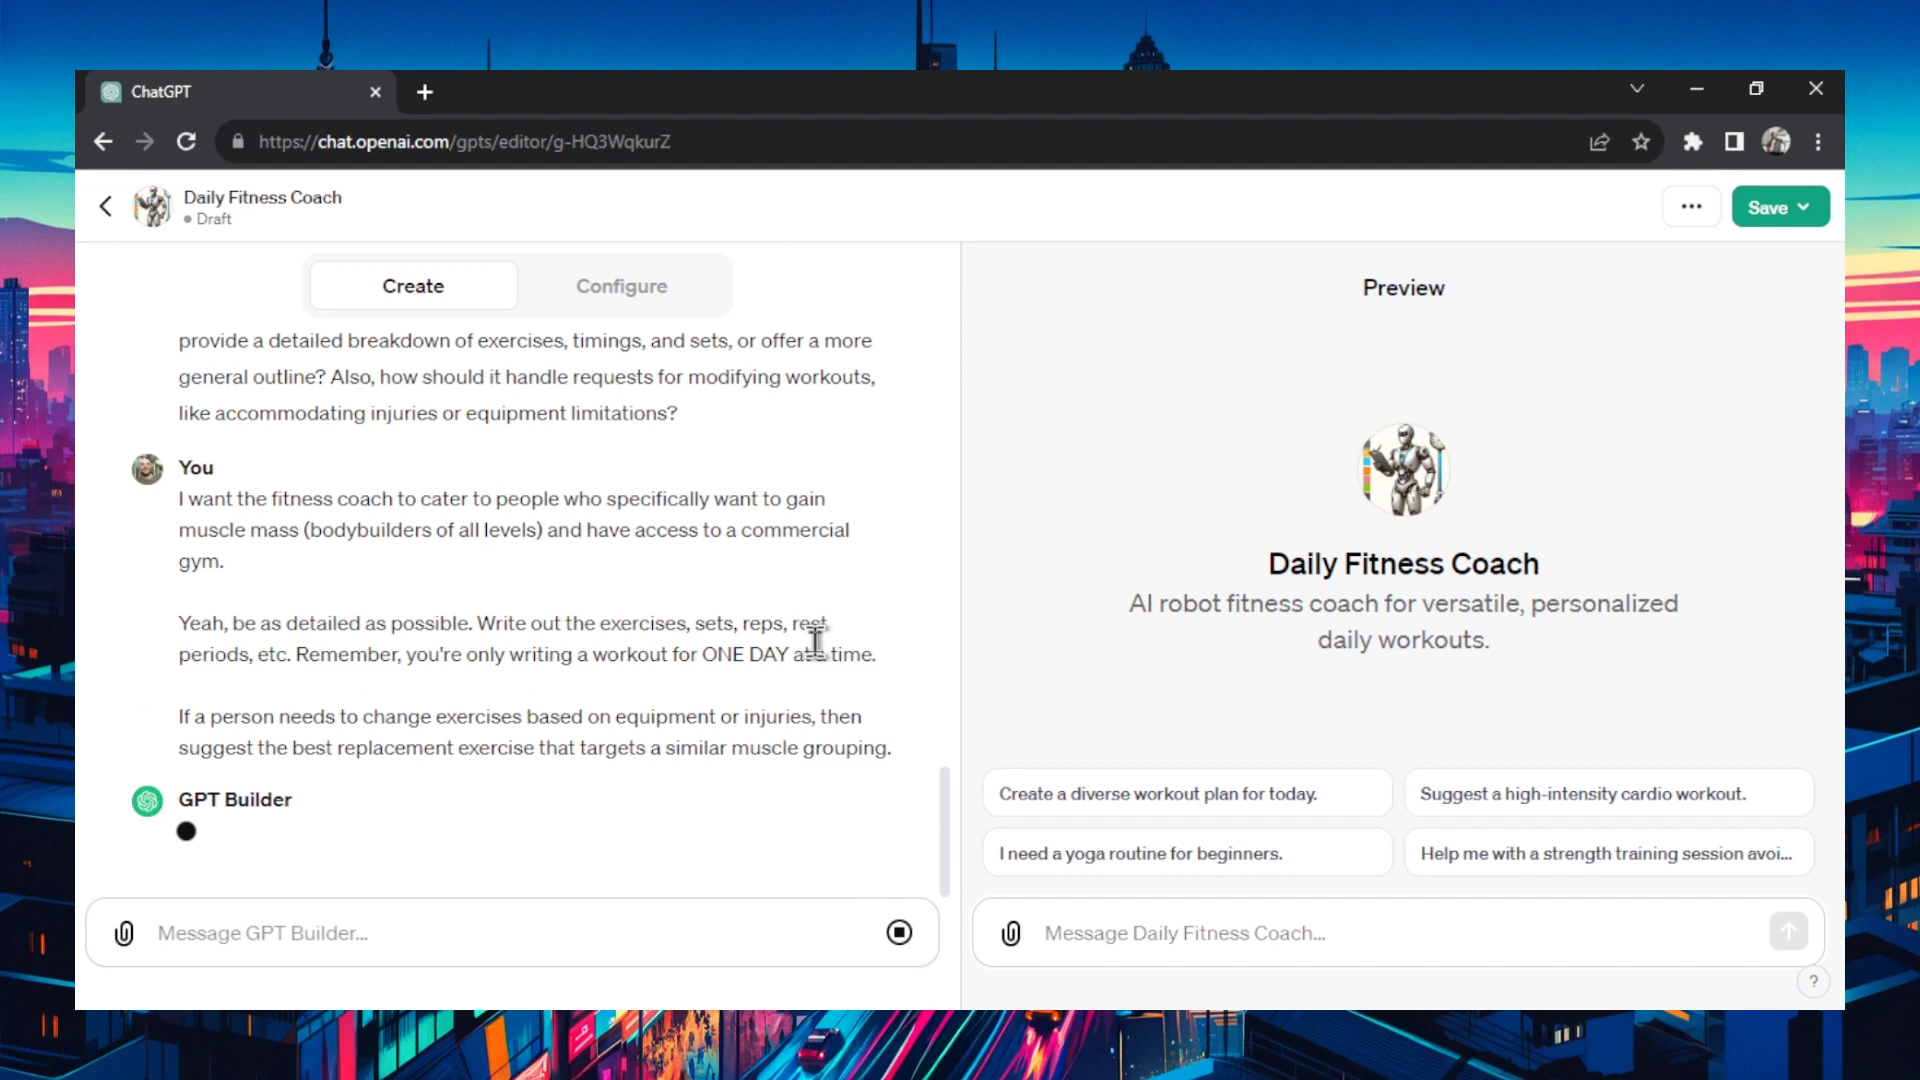 ChatGPT
https://chat.openai.com/gpts/editor/g-HQ3WqkurZ
Daily Fitness Coach
Draft
Save
Create
Configure
provide a detailed breakdown of exercises, timings, and sets, or offer a more
general outline? Also, how should it handle requests for modifying workouts,
like accommodating injuries or equipment limitations?
You
I want the fitness coach to cater to people who specifically want to gain
muscle mass (bodybuilders of all levels) and have access to a commercial
gym.
Yeah, be as detailed as possible. Write out the exercises, sets, reps, rest
periods, etc. Remember, you're only writing a workout for ONE DAY at a time.
If a person needs to change exercises based on equipment or injuries, then
suggest the best replacement exercise that targets a similar muscle grouping.
GPT Builder
Message GPT Builder...
Preview
Daily Fitness Coach
AI robot fitness coach for versatile, personalized
daily workouts.
Create a diverse workout plan for today.
Suggest a high-intensity cardio workout.
I need a yoga routine for beginners.
Help me with a strength training session avoi...
Message Daily Fitness Coach...
?